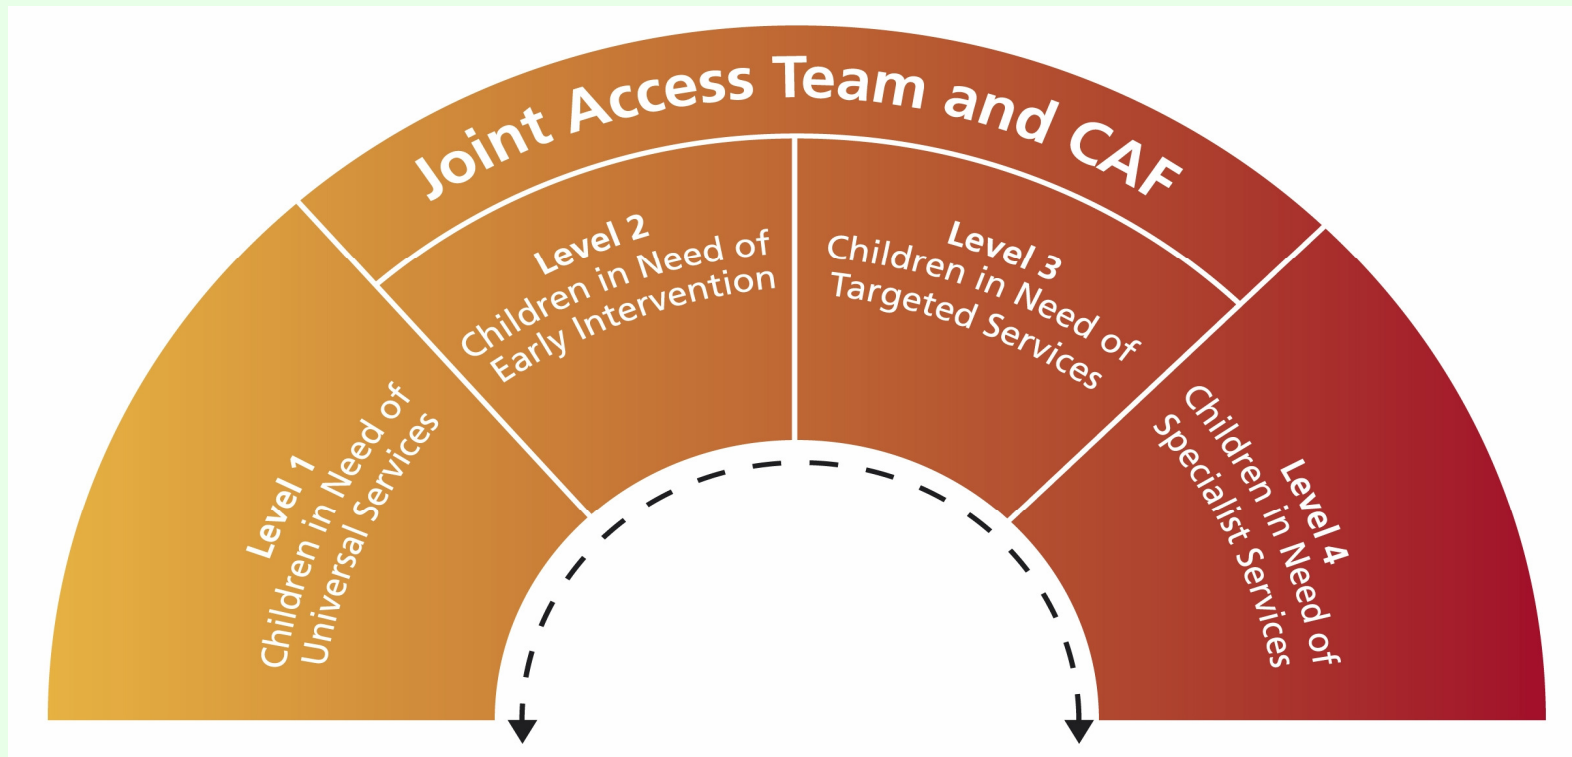 Joint Access Team and CAF
Level 1
Children in Need of
Universal Services
Level 2
Children in Need of
Early Intervention
Level 3
Children in Need of
Targeted Services
Level 4
Children in Need of
Specialist Services